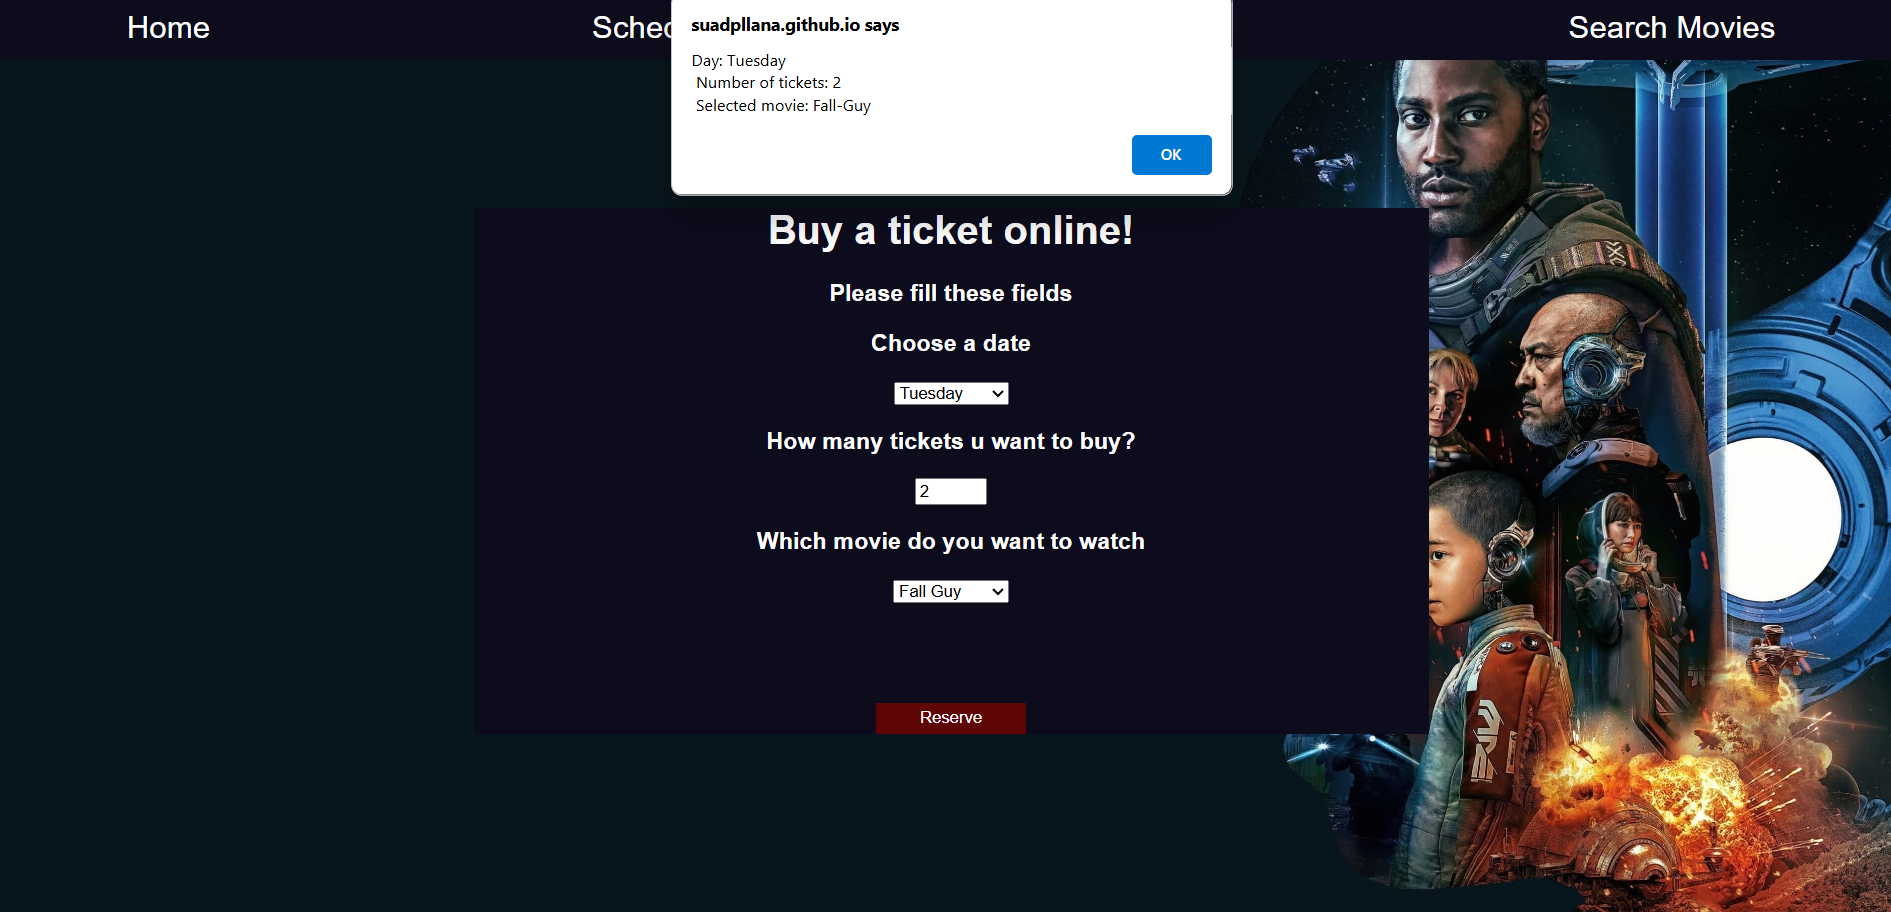 Home
Search Movies
suadpllana.github.io says
Day: Tuesday
Number of tickets: 2
Selected movie: Fall-Guy
OK
Buy a ticket online!
Please fill these fields
Choose a date
Tuesday
How many tickets u want to buy?
2
Which movie do you want to watch
Fall Guy
Reserve